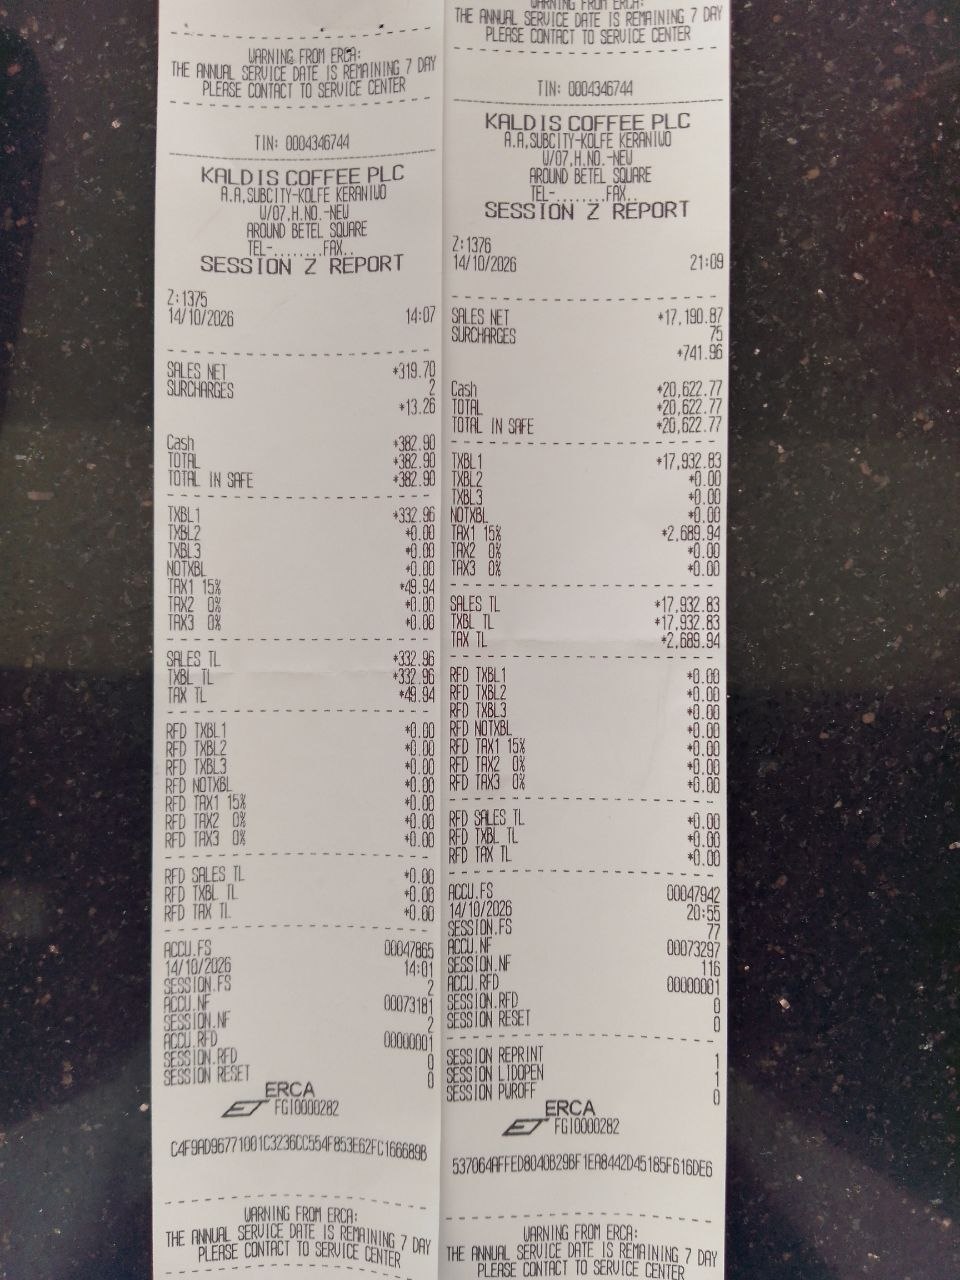 WARNING FROM ERCA:
THE ANNUAL SERVICE DATE IS REMAINING 7 DAY
PLEASE CONTACT TO SERVICE CENTER
TIN: 0004346744
KALDIS COFFEE PLC
A.A,SUBCITY-KOLFE KERANIWO
W/07,H.NO.-NEW
AROUND BETEL SQUARE
TEL-........FAX..
SESSION Z REPORT
Z:1375
14/10/2026 14:07
SALES NET *319.70
SURCHARGES 2
*13.26
Cash *382.90
TOTAL *382.90
TOTAL IN SAFE *382.90
TXBL1 *332.96
TXBL2 *0.00
TXBL3 *0.00
NOTXBL *0.00
TAX1 15% *49.94
TAX2 0% *0.00
TAX3 0% *0.00
SALES TL *332.96
TXBL TL *332.96
TAX TL *49.94
RFD TXBL1 *0.00
RFD TXBL2 *0.00
RFD TXBL3 *0.00
RFD NOTXBL *0.00
RFD TAX1 15% *0.00
RFD TAX2 0% *0.00
RFD TAX3 0% *0.00
RFD SALES TL *0.00
RFD TXBL TL *0.00
RFD TAX TL *0.00
ACCU.FS 00047865
14/10/2026 14:01
SESSION.FS 2
ACCU.NF 00073181
SESSION.NF 2
ACCU.RFD 00000001
SESSION.RFD 0
SESSION RESET 0
ERCA
ET FGI0000282
C4F9AD96771001C3236CC554F853E62FC166689B
WARNING FROM ERCA:
THE ANNUAL SERVICE DATE IS REMAINING 7 DAY
PLEASE CONTACT TO SERVICE CENTER
WARNING FROM ERCA:
THE ANNUAL SERVICE DATE IS REMAINING 7 DAY
PLEASE CONTACT TO SERVICE CENTER
TIN: 0004346744
KALDIS COFFEE PLC
A.A,SUBCITY-KOLFE KERANIWO
W/07,H.NO.-NEW
AROUND BETEL SQUARE
TEL-........FAX..
SESSION Z REPORT
Z:1376
14/10/2026 21:09
SALES NET *17,190.87
SURCHARGES 75
*741.96
Cash *20,622.77
TOTAL *20,622.77
TOTAL IN SAFE *20,622.77
TXBL1 *17,932.83
TXBL2 *0.00
TXBL3 *0.00
NOTXBL *0.00
TAX1 15% *2,689.94
TAX2 0% *0.00
TAX3 0% *0.00
SALES TL *17,932.83
TXBL TL *17,932.83
TAX TL *2,689.94
RFD TXBL1 *0.00
RFD TXBL2 *0.00
RFD TXBL3 *0.00
RFD NOTXBL *0.00
RFD TAX1 15% *0.00
RFD TAX2 0% *0.00
RFD TAX3 0% *0.00
RFD SALES TL *0.00
RFD TXBL TL *0.00
RFD TAX TL *0.00
ACCU.FS 00047942
14/10/2026 20:55
SESSION.FS 77
ACCU.NF 00073297
SESSION.NF 116
ACCU.RFD 00000001
SESSION.RFD 0
SESSION RESET 0
SESSION REPRINT 1
SESSION LTDOPEN 1
SESSION PWROFF 0
ERCA
ET FGI0000282
537064AFFED8040B29BF1EA8442D45185F616DE6
WARNING FROM ERCA:
THE ANNUAL SERVICE DATE IS REMAINING 7 DAY
PLEASE CONTACT TO SERVICE CENTER